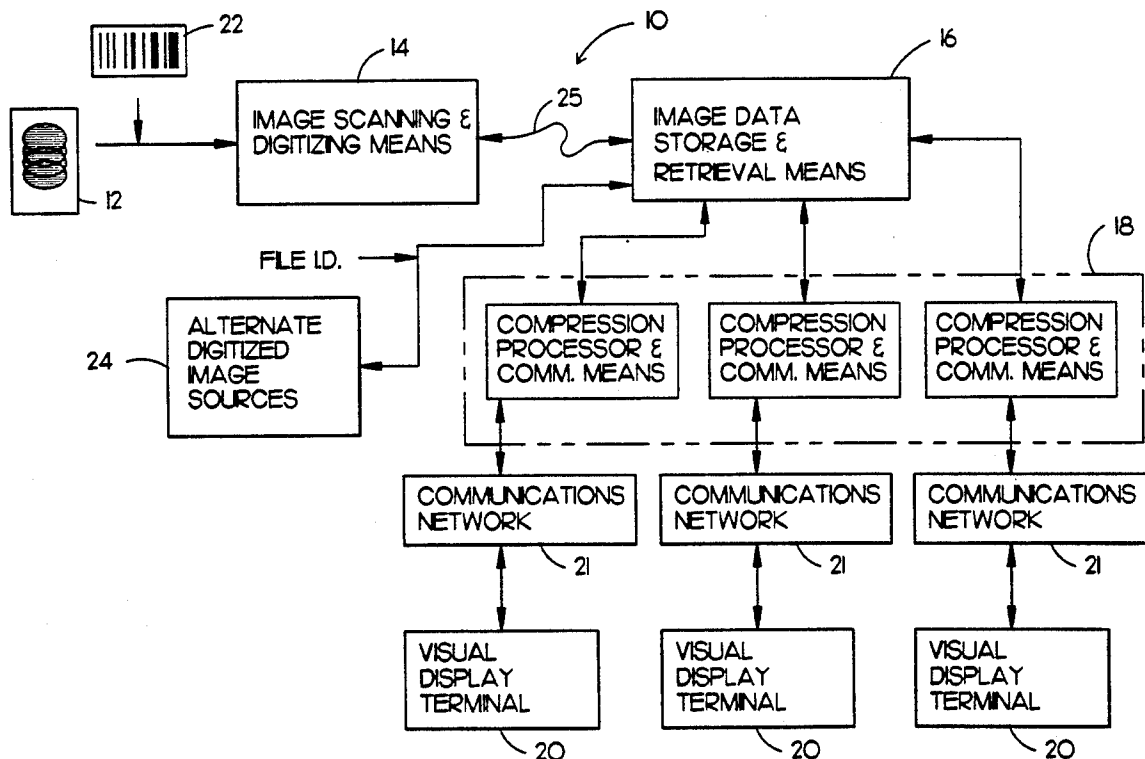 22
14
10
16
IMAGE SCANNING &
DIGITIZING MEANS
25
IMAGE DATA
STORAGE &
RETRIEVAL MEANS
12
18
FILE I.D.
ALTERNATE
DIGITIZED
IMAGE
SOURCES
24
COMPRESSION
PROCESSOR &
COMM. MEANS
COMPRESSION
PROCESSOR &
COMM. MEANS
COMPRESSION
PROCESSOR &
COMM. MEANS
COMMUNICATIONS
NETWORK
COMMUNICATIONS
NETWORK
COMMUNICATIONS
NETWORK
21
21
21
VISUAL
DISPLAY
TERMINAL
VISUAL
DISPLAY
TERMINAL
VISUAL
DISPLAY
TERMINAL
20
20
20